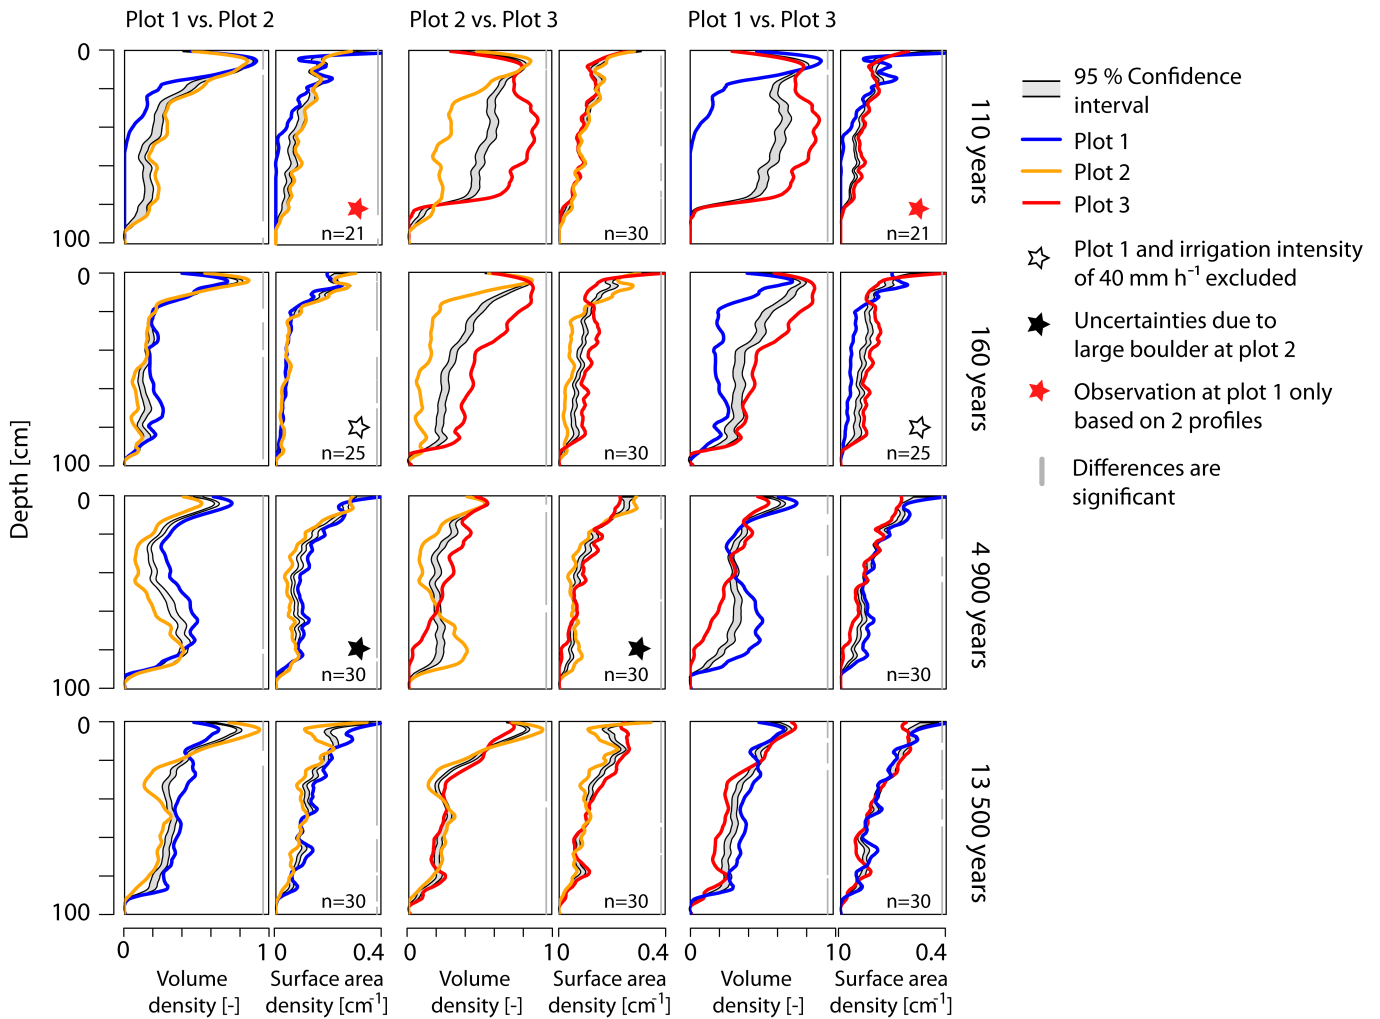 Plot 1 vs. Plot 2
Plot 2 vs. Plot 3
Plot 1 vs. Plot 3
0
100
n=21
n=30
n=21
110 years
0
100
n=25
n=30
n=25
160 years
0
100
n=30
n=30
n=30
4 900 years
0
100
n=30
n=30
n=30
13 500 years
Depth [cm]
0 1 0 0.4
0 1 0 0.4
0 1 0 0.4
Volume
density [-]
Surface area
density [cm⁻¹]
Volume
density [-]
Surface area
density [cm⁻¹]
Volume
density [-]
Surface area
density [cm⁻¹]
95 % Confidence
interval
Plot 1
Plot 2
Plot 3
Plot 1 and irrigation intensity
of 40 mm h⁻¹ excluded
Uncertainties due to
large boulder at plot 2
Observation at plot 1 only
based on 2 profiles
Differences are
significant